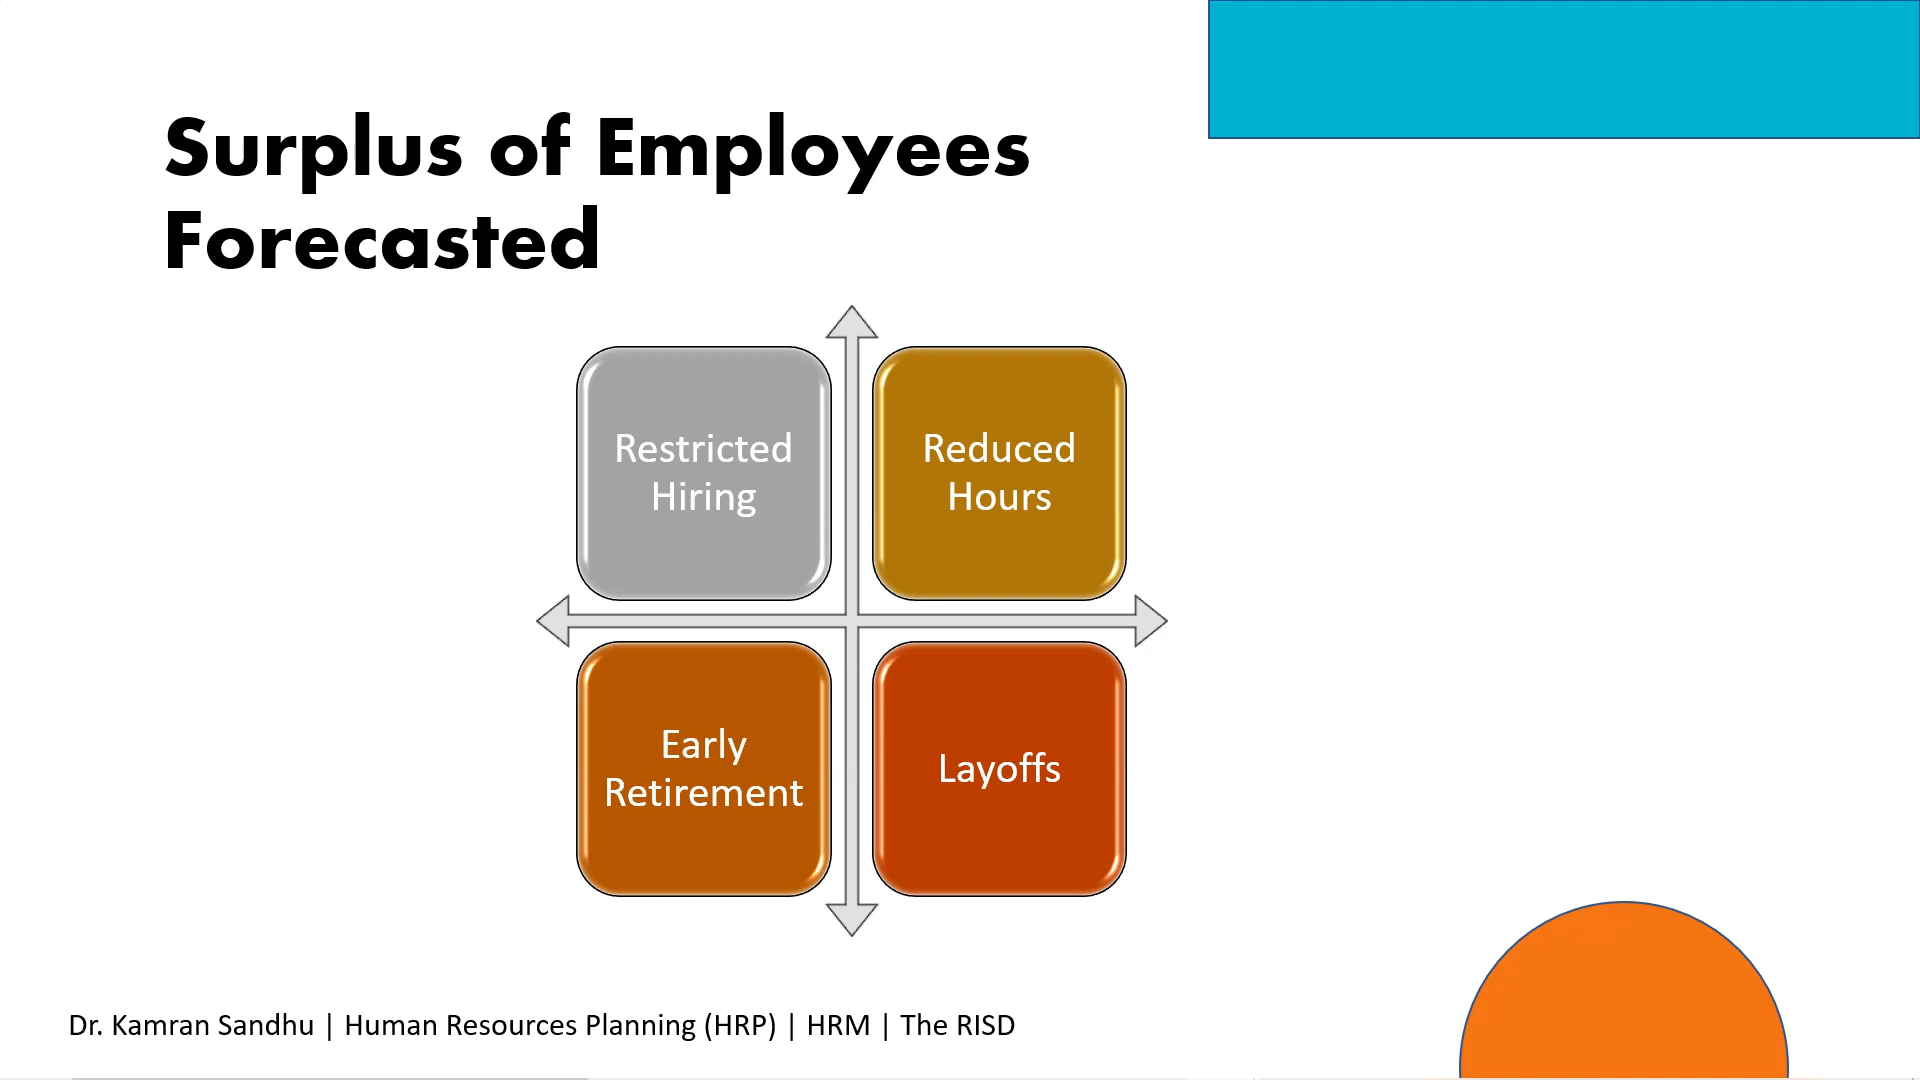 Surplus of Employees
Forecasted
Restricted
Hiring
Reduced
Hours
Early
Retirement
Layoffs
Dr. Kamran Sandhu | Human Resources Planning (HRP) | HRM | The RISD